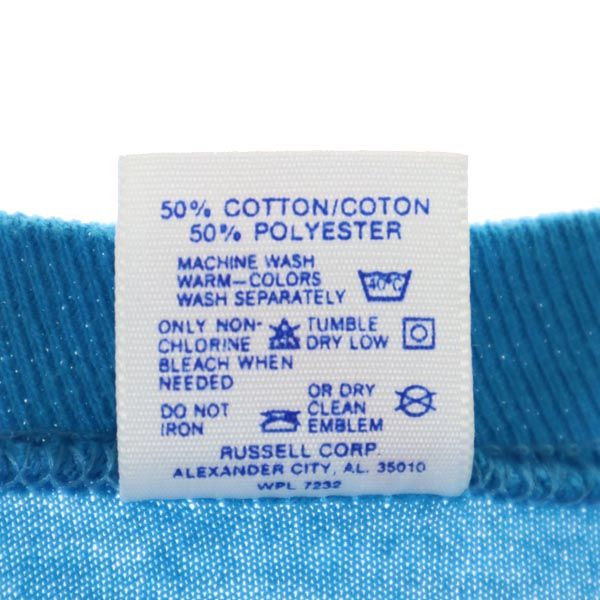 50% COTTON/COTON
50% POLYESTER
MACHINE WASH
WARM-COLORS
WASH SEPARATELY
40°C
ONLY NON-
CHLORINE
BLEACH WHEN
NEEDED
TUMBLE
DRY LOW
DO NOT
IRON
OR DRY
CLEAN
EMBLEM
RUSSELL CORP.
ALEXANDER CITY, AL. 35010
WPL 7232